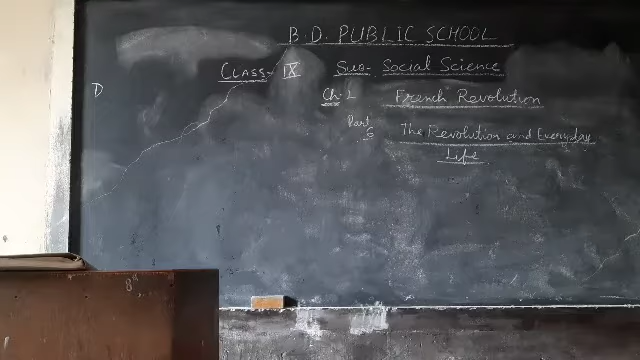 B.D. PUBLIC SCHOOL
CLASS- IX Sub- Social Science
Ch-1 French Revolution
Part 6 The Revolution and Everyday
Life
D